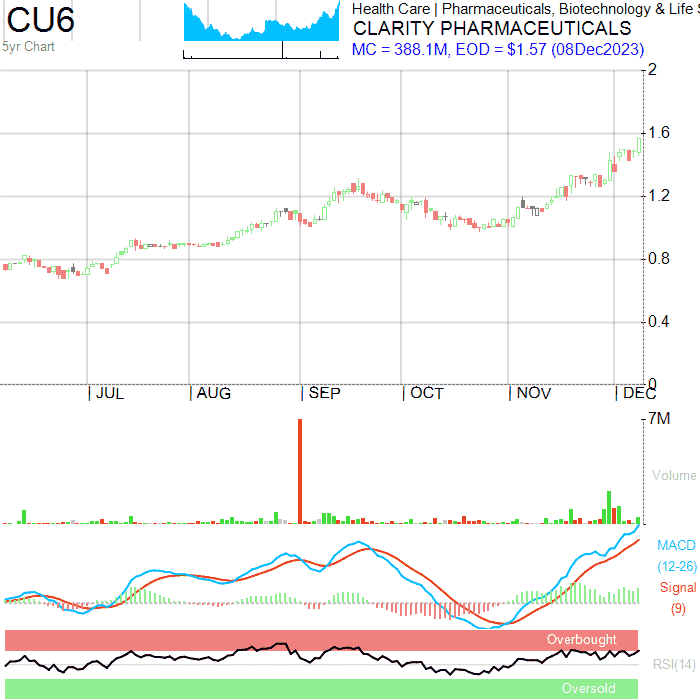 CU6
5yr Chart
Health Care | Pharmaceuticals, Biotechnology & Life S
CLARITY PHARMACEUTICALS
MC = 388.1M, EOD = $1.57 (08Dec2023)
2
1.6
1.2
0.8
0.4
0
| JUL | AUG | SEP | OCT | NOV | DEC
7M
Volume
MACD
(12-26)
Signal
(9)
Overbought
RSI(14)
Oversold